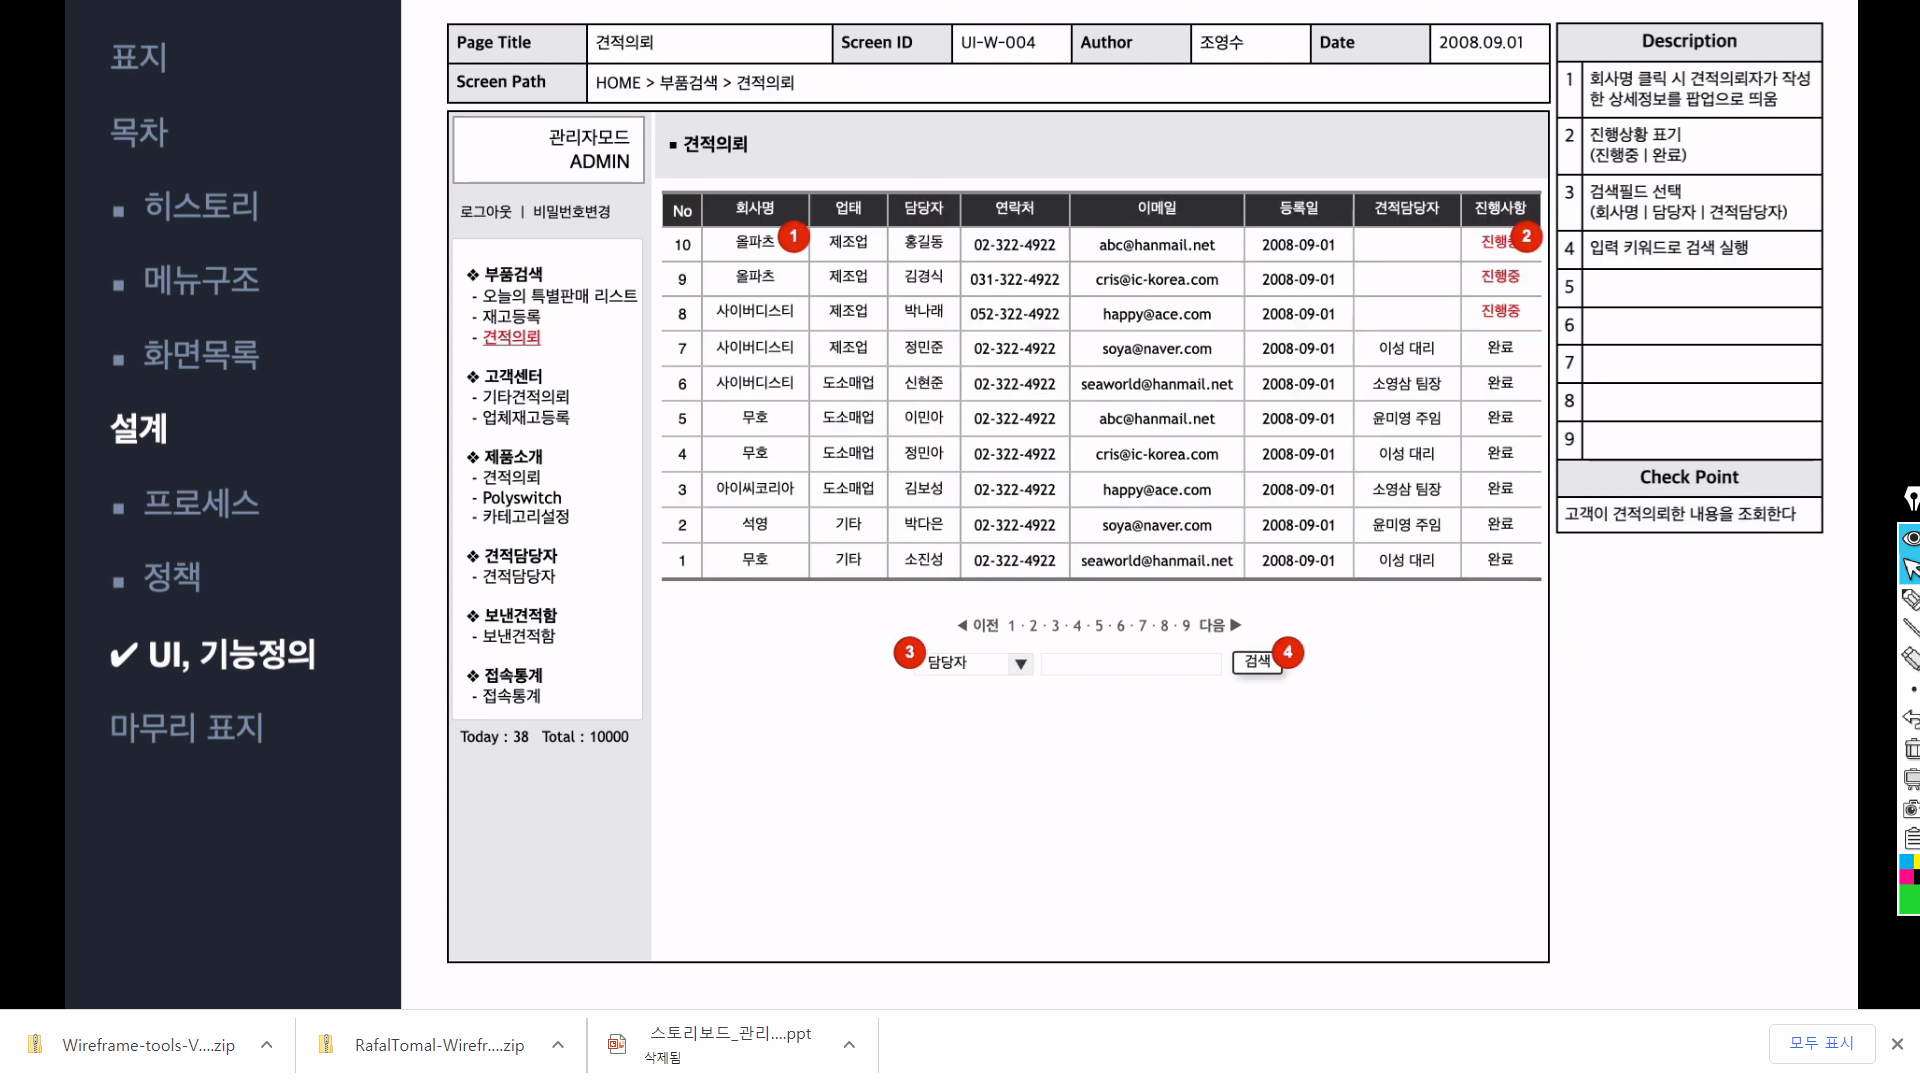 표지
목차
▪ 히스토리
▪ 메뉴구조
▪ 화면목록
설계
▪ 프로세스
▪ 정책
✔ UI, 기능정의
마무리 표지
Page Title 견적의뢰 Screen ID UI-W-004 Author 조영수 Date 2008.09.01
Screen Path HOME > 부품검색 > 견적의뢰
관리자모드
ADMIN
로그아웃 | 비밀번호변경
❖ 부품검색
- 오늘의 특별판매 리스트
- 재고등록
- 견적의뢰
❖ 고객센터
- 기타견적의뢰
- 업체재고등록
❖ 제품소개
- 견적의뢰
- Polyswitch
- 카테고리설정
❖ 견적담당자
- 견적담당자
❖ 보낸견적함
- 보낸견적함
❖ 접속통계
- 접속통계
Today : 38 Total : 10000
▪ 견적의뢰
No 회사명 업태 담당자 연락처 이메일 등록일 견적담당자 진행사항
10 올파츠 1 제조업 홍길동 02-322-4922 abc@hanmail.net 2008-09-01 진행 2
9 올파츠 제조업 김경식 031-322-4922 cris@ic-korea.com 2008-09-01 진행중
8 사이버디스티 제조업 박나래 052-322-4922 happy@ace.com 2008-09-01 진행중
7 사이버디스티 제조업 정민준 02-322-4922 soya@naver.com 2008-09-01 이성 대리 완료
6 사이버디스티 도소매업 신현준 02-322-4922 seaworld@hanmail.net 2008-09-01 소영삼 팀장 완료
5 무호 도소매업 이민아 02-322-4922 abc@hanmail.net 2008-09-01 윤미영 주임 완료
4 무호 도소매업 정민아 02-322-4922 cris@ic-korea.com 2008-09-01 이성 대리 완료
3 아이씨코리아 도소매업 김보성 02-322-4922 happy@ace.com 2008-09-01 소영삼 팀장 완료
2 석영 기타 박다은 02-322-4922 soya@naver.com 2008-09-01 윤미영 주임 완료
1 무호 기타 소진성 02-322-4922 seaworld@hanmail.net 2008-09-01 이성 대리 완료
◀ 이전 1 · 2 · 3 · 4 · 5 · 6 · 7 · 8 · 9 다음 ▶
3 담당자 ▼ 검색 4
Description
1 회사명 클릭 시 견적의뢰자가 작성
한 상세정보를 팝업으로 띄움
2 진행상황 표기
(진행중 | 완료)
3 검색필드 선택
(회사명 | 담당자 | 견적담당자)
4 입력 키워드로 검색 실행
5
6
7
8
9
Check Point
고객이 견적의뢰한 내용을 조회한다
Wireframe-tools-V....zip
RafalTomal-Wirefr....zip
스토리보드_관리....ppt
삭제됨
모두 표시